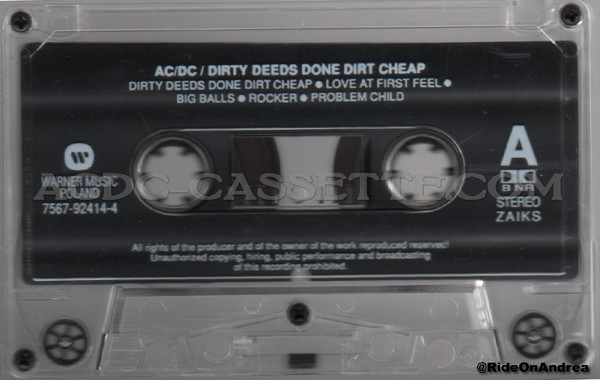 AC/DC / DIRTY DEEDS DONE DIRT CHEAP
DIRTY DEEDS DONE DIRT CHEAP ● LOVE AT FIRST FEEL ●
BIG BALLS ● ROCKER ● PROBLEM CHILD
WARNER MUSIC
POLAND
7567-92414-4
A
B NR
STEREO
ZAIKS
ACDC-CASSETTE.COM
All rights of the producer and of the owner of the work reproduced reserved!
Unauthorized copying, hiring, public performance and broadcasting
of this recording prohibited.
@RideOnAndrea